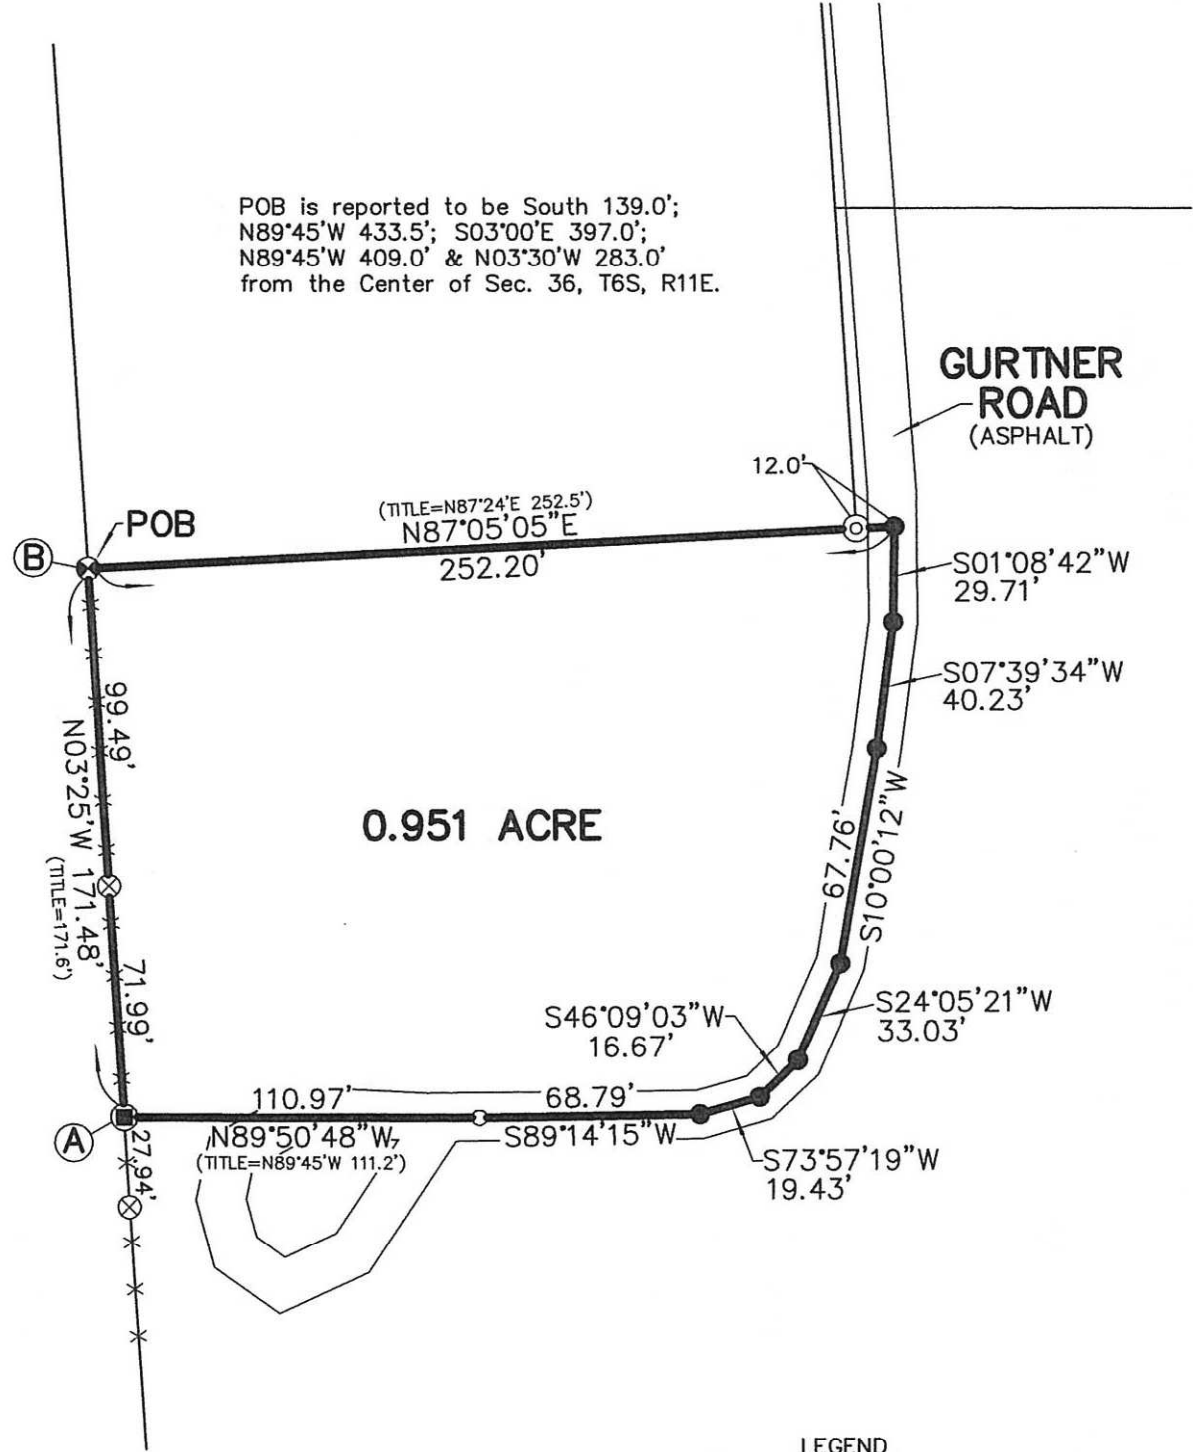 POB is reported to be South 139.0';
N89°45'W 433.5'; S03°00'E 397.0';
N89°45'W 409.0' & N03°30'W 283.0'
from the Center of Sec. 36, T6S, R11E.
GURTNER
ROAD
(ASPHALT)
12.0'
(TITLE=N87°24'E 252.5')
N87°05'05"E
252.20'
POB
B
S01°08'42"W
29.71'
S07°39'34"W
40.23'
99.49'
N03°25'W 171.48'
(TITLE=171.6')
71.99'
0.951 ACRE
67.76'
S10°00'12"W
S24°05'21"W
33.03'
S46°09'03"W
16.67'
110.97'
68.79'
N89°50'48"W
(TITLE=N89°45'W 111.2')
S89°14'15"W
A
27.94'
S73°57'19"W
19.43'
LEGEND